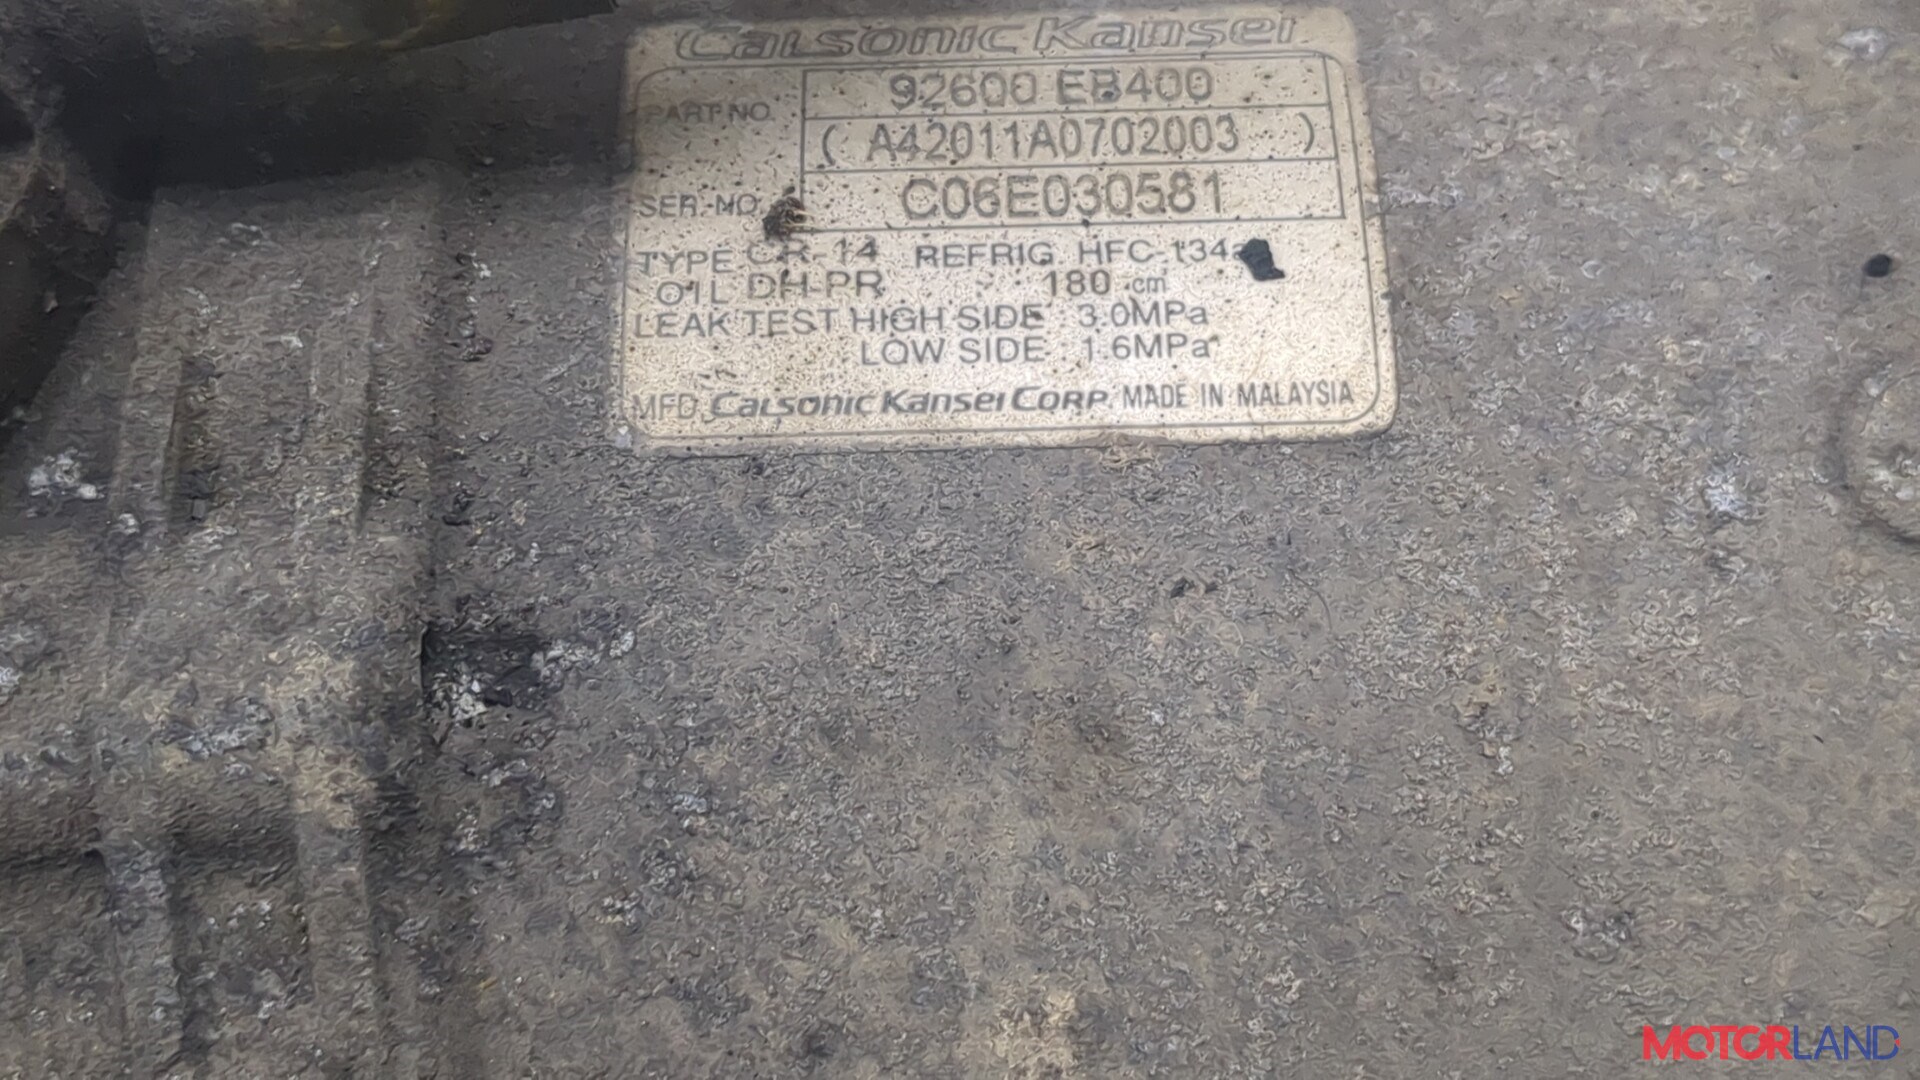 Calsonic Kansei
PART NO. 92600 EB400
( A42011A0702003 )
SER. NO. C06E030581
TYPE CR-14 REFRIG HFC-134a
OIL DH-PR 180 cm
LEAK TEST HIGH SIDE 3.0MPa
LOW SIDE 1.6MPa
MFD. Calsonic Kansei Corp. MADE IN MALAYSIA
MOTORLAND